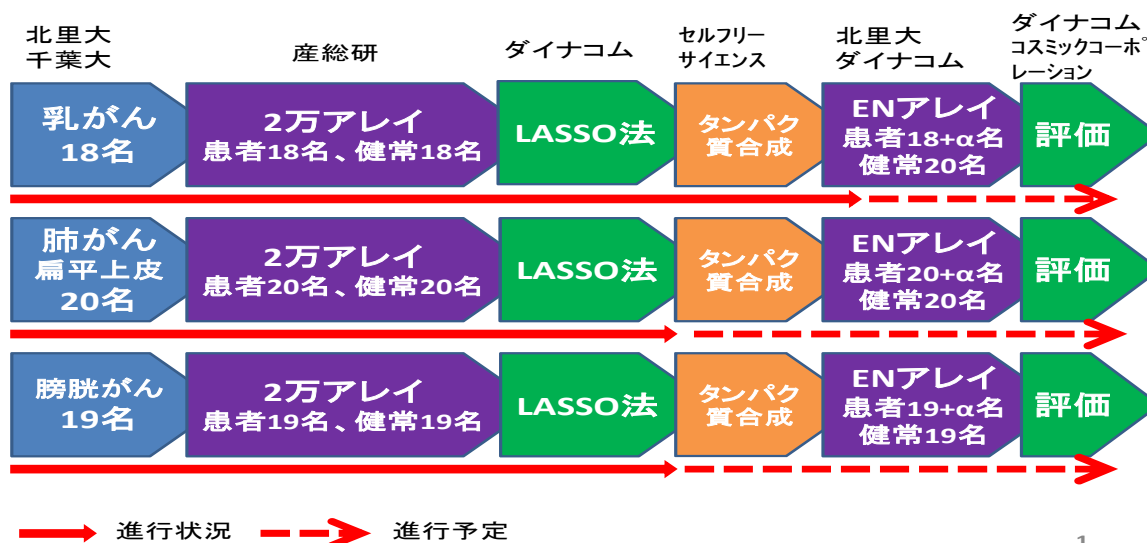 北里大
千葉大
産総研
ダイナコム
セルフリー
サイエンス
北里大
ダイナコム
ダイナコム
コスミックコーポ
レーション
乳がん
18名
2万アレイ
患者18名、健常18名
LASSO法
タンパク
質合成
ENアレイ
患者18+α名
健常20名
評価
肺がん
扁平上皮
20名
2万アレイ
患者20名、健常20名
LASSO法
タンパク
質合成
ENアレイ
患者20+α名
健常20名
評価
膀胱がん
19名
2万アレイ
患者19名、健常19名
LASSO法
タンパク
質合成
ENアレイ
患者19+α名
健常19名
評価
進行状況
進行予定
1